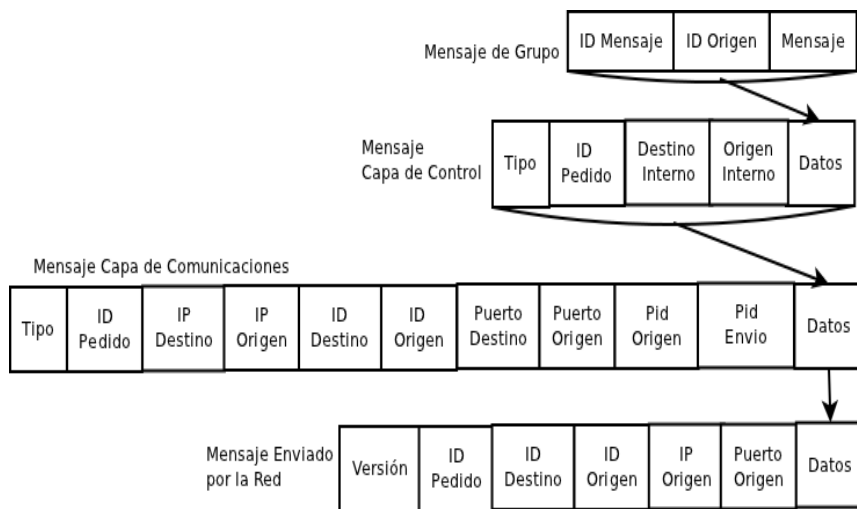 Mensaje de Grupo
ID Mensaje
ID Origen
Mensaje
Mensaje
Capa de Control
Tipo
ID
Pedido
Destino
Interno
Origen
Interno
Datos
Mensaje Capa de Comunicaciones
Tipo
ID
Pedido
IP
Destino
IP
Origen
ID
Destino
ID
Origen
Puerto
Destino
Puerto
Origen
Pid
Origen
Pid
Envio
Datos
Mensaje Enviado
por la Red
Versión
ID
Pedido
ID
Destino
ID
Origen
IP
Origen
Puerto
Origen
Datos